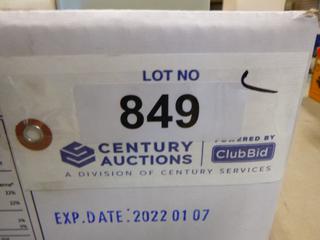 LOT NO
849
CENTURY AUCTIONS
POWERED BY
ClubBid
A DIVISION OF CENTURY SERVICES
EXP.DATE:2022 01 07